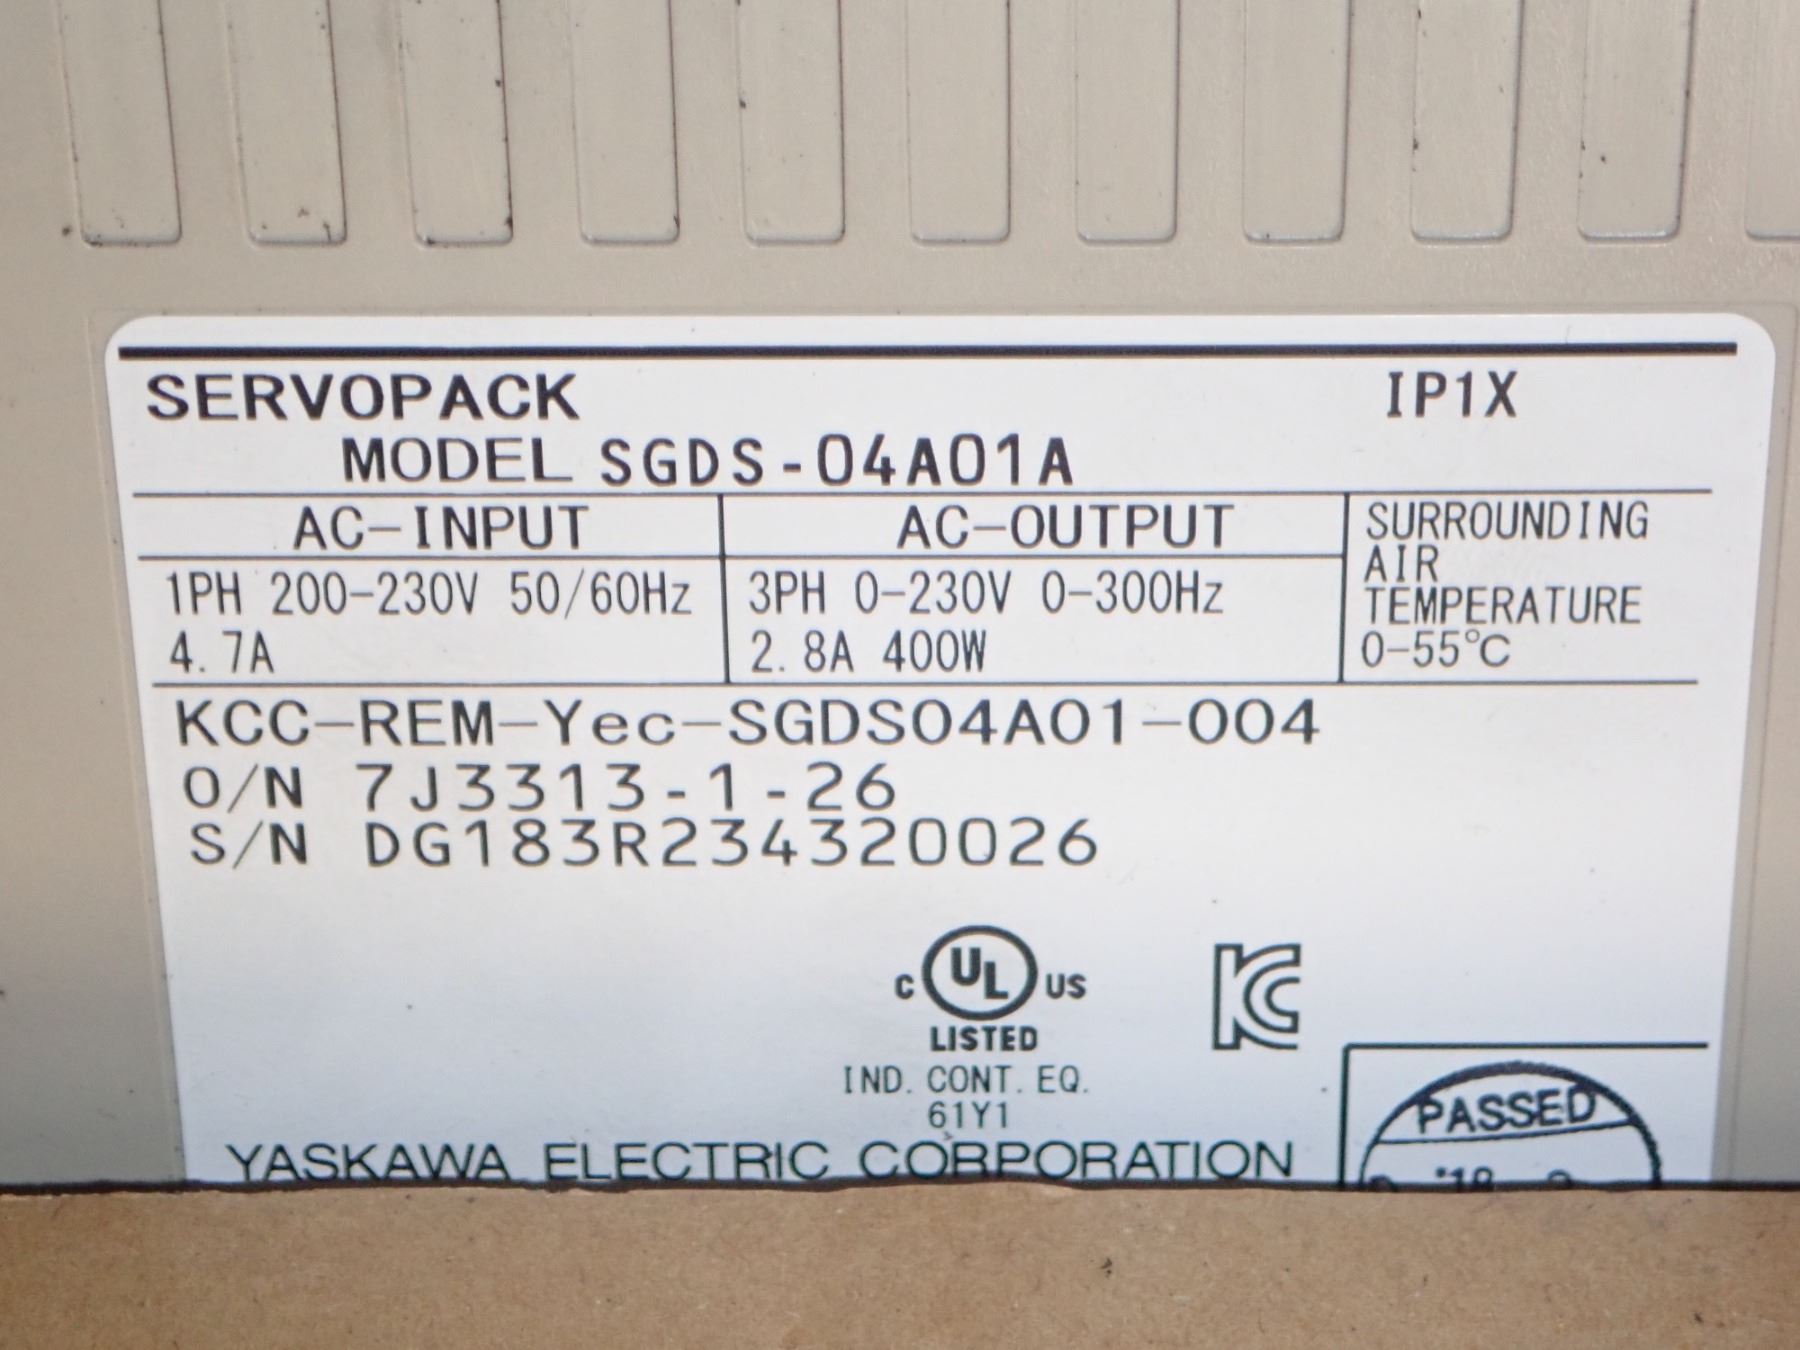 SERVOPACK IP1X
MODEL SGDS-04A01A
AC-INPUT AC-OUTPUT
1PH 200-230V 50/60Hz
4.7A
3PH 0-230V 0-300Hz
2.8A 400W
SURROUNDING
AIR
TEMPERATURE
0-55°C
KCC-REM-Yec-SGDS04A01-004
O/N 7J3313-1-26
S/N DG183R234320026
C UL US
LISTED
IND. CONT. EQ.
61Y1
KC
YASKAWA ELECTRIC CORPORATION
PASSED